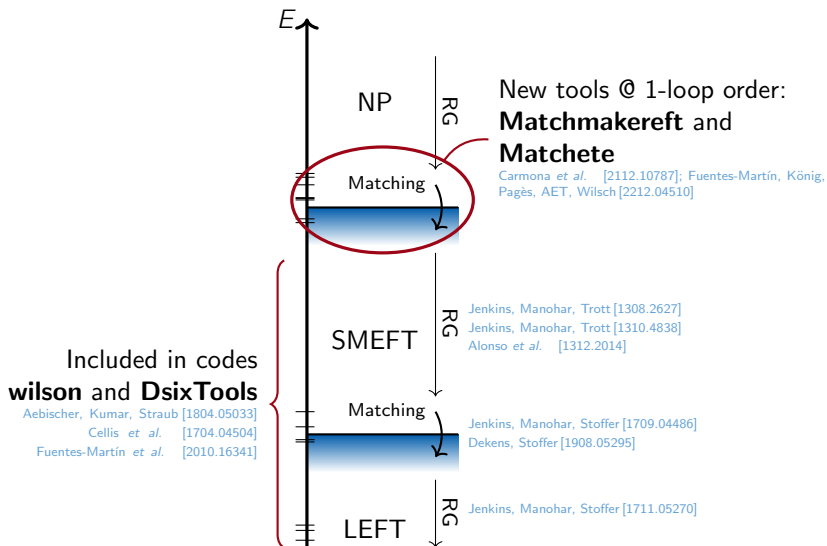 E
NP
RG
New tools @ 1-loop order:
Matchmakereft and
Matchete
Carmona et al. [2112.10787]; Fuentes-Martín, König,
Pagès, AET, Wilsch [2212.04510]
Matching
SMEFT
RG
Jenkins, Manohar, Trott [1308.2627]
Jenkins, Manohar, Trott [1310.4838]
Alonso et al. [1312.2014]
Included in codes
wilson and DsixTools
Aebischer, Kumar, Straub [1804.05033]
Cellis et al. [1704.04504]
Fuentes-Martín et al. [2010.16341]
Matching
Jenkins, Manohar, Stoffer [1709.04486]
Dekens, Stoffer [1908.05295]
LEFT
RG
Jenkins, Manohar, Stoffer [1711.05270]